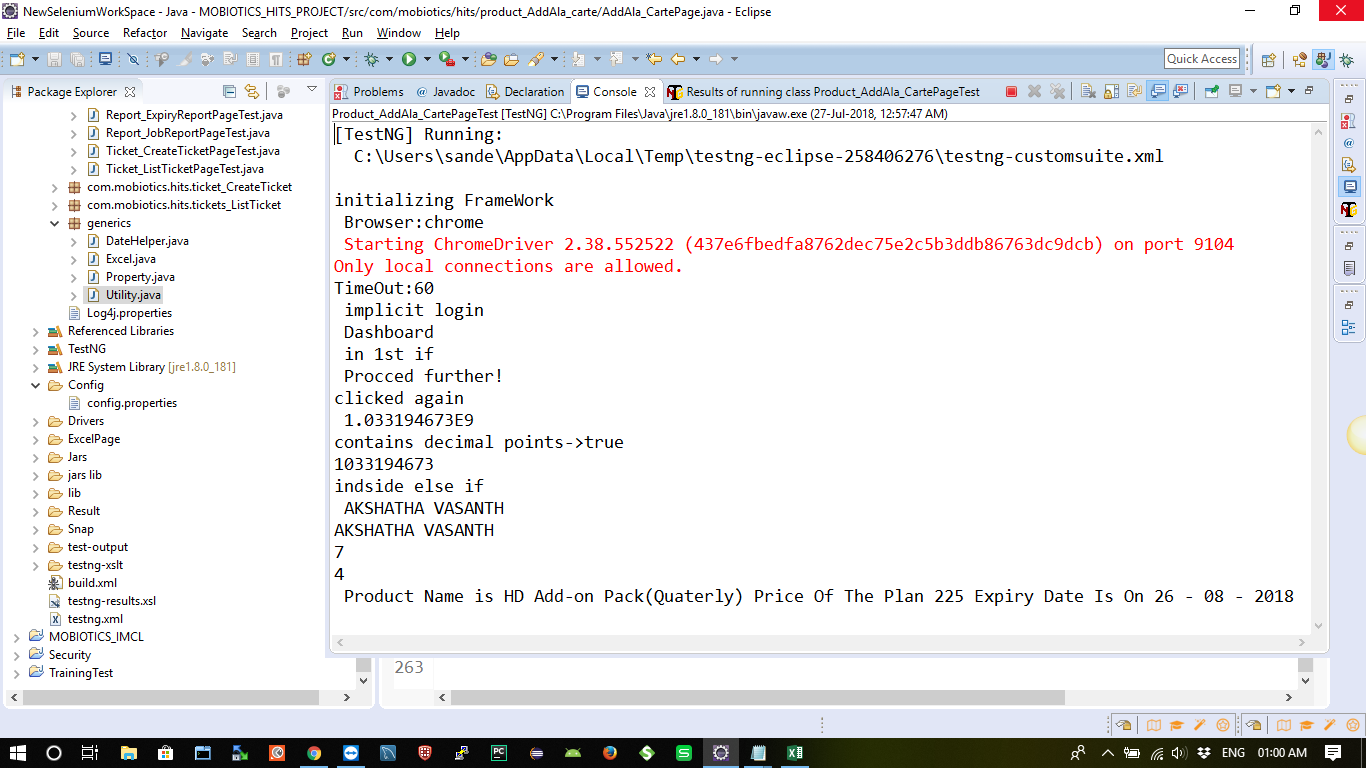 NewSeleniumWorkSpace - Java - MOBIOTICS_HITS_PROJECT/src/com/mobiotics/hits/product_AddAla_carte/AddAla_CartePage.java - Eclipse
File Edit Source Refactor Navigate Search Project Run Window Help
Quick Access
Package Explorer
Problems @ Javadoc Declaration Console Results of running class Product_AddAla_CartePageTest
Product_AddAla_CartePageTest [TestNG] C:\Program Files\Java\jre1.8.0_181\bin\javaw.exe (27-Jul-2018, 12:57:47 AM)
Report_ExpiryReportPageTest.java
Report_JobReportPageTest.java
Ticket_CreateTicketPageTest.java
Ticket_ListTicketPageTest.java
com.mobiotics.hits.ticket_CreateTicket
com.mobiotics.hits.tickets_ListTicket
generics
DateHelper.java
Excel.java
Property.java
Utility.java
Log4j.properties
Referenced Libraries
TestNG
JRE System Library [jre1.8.0_181]
Config
config.properties
Drivers
ExcelPage
Jars
jars lib
lib
Result
Snap
test-output
testng-xslt
build.xml
testng-results.xsl
testng.xml
MOBIOTICS_IMCL
Security
TrainingTest
[TestNG] Running:
C:\Users\sande\AppData\Local\Temp\testng-eclipse-258406276\testng-customsuite.xml
initializing FrameWork
Browser:chrome
Starting ChromeDriver 2.38.552522 (437e6fbedfa8762dec75e2c5b3ddb86763dc9dcb) on port 9104
Only local connections are allowed.
TimeOut:60
implicit login
Dashboard
in 1st if
Procced further!
clicked again
1.033194673E9
contains decimal points->true
1033194673
indside else if
AKSHATHA VASANTH
AKSHATHA VASANTH
7
4
Product Name is HD Add-on Pack(Quaterly) Price Of The Plan 225 Expiry Date Is On 26 - 08 - 2018
263
ENG 01:00 AM